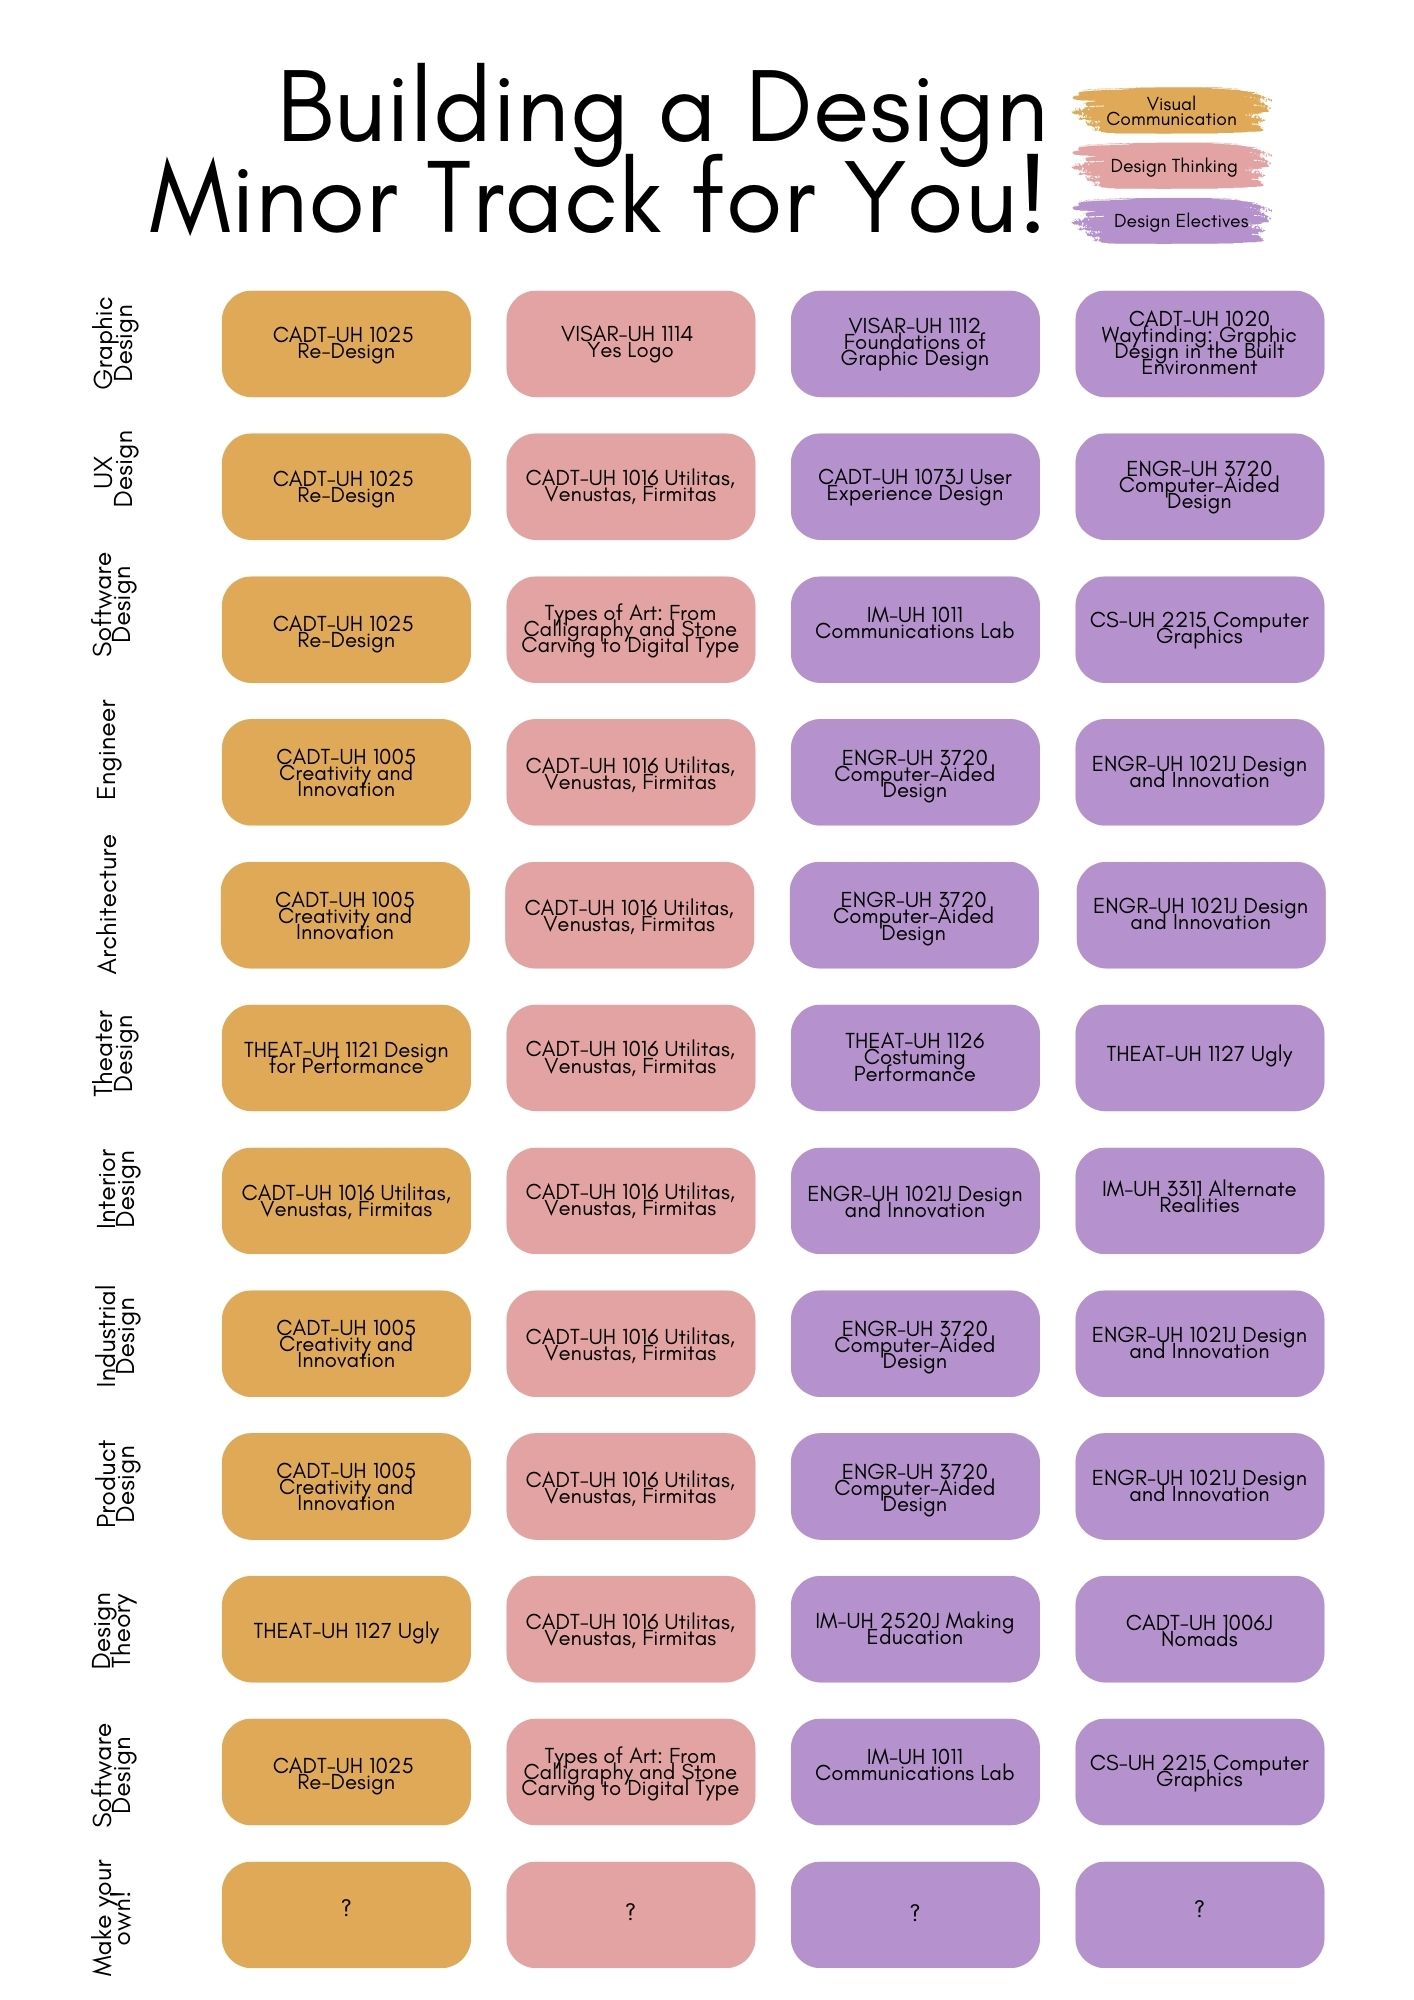 Building a Design
Minor Track for You!
Visual
Communication
Design Thinking
Design Electives
Graphic
Design
CADT-UH 1025
Re-Design
VISAR-UH 1114
Yes Logo
VISAR-UH 1112
Foundations of
Graphic Design
CADT-UH 1020
Wayfinding: Graphic
Design in the Built
Environment
UX
Design
CADT-UH 1025
Re-Design
CADT-UH 1016 Utilitas,
Venustas, Firmitas
CADT-UH 1073J User
Experience Design
ENGR-UH 3720
Computer-Aided
Design
Software
Design
CADT-UH 1025
Re-Design
Types of Art: From
Calligraphy and Stone
Carving to Digital Type
IM-UH 1011
Communications Lab
CS-UH 2215 Computer
Graphics
Engineer
CADT-UH 1005
Creativity and
Innovation
CADT-UH 1016 Utilitas,
Venustas, Firmitas
ENGR-UH 3720
Computer-Aided
Design
ENGR-UH 1021J Design
and Innovation
Architecture
CADT-UH 1005
Creativity and
Innovation
CADT-UH 1016 Utilitas,
Venustas, Firmitas
ENGR-UH 3720
Computer-Aided
Design
ENGR-UH 1021J Design
and Innovation
Theater
Design
THEAT-UH 1121 Design
for Performance
CADT-UH 1016 Utilitas,
Venustas, Firmitas
THEAT-UH 1126
Costuming
Performance
THEAT-UH 1127 Ugly
Interior
Design
CADT-UH 1016 Utilitas,
Venustas, Firmitas
CADT-UH 1016 Utilitas,
Venustas, Firmitas
ENGR-UH 1021J Design
and Innovation
IM-UH 3311 Alternate
Realities
Industrial
Design
CADT-UH 1005
Creativity and
Innovation
CADT-UH 1016 Utilitas,
Venustas, Firmitas
ENGR-UH 3720
Computer-Aided
Design
ENGR-UH 1021J Design
and Innovation
Product
Design
CADT-UH 1005
Creativity and
Innovation
CADT-UH 1016 Utilitas,
Venustas, Firmitas
ENGR-UH 3720
Computer-Aided
Design
ENGR-UH 1021J Design
and Innovation
Design
Theory
THEAT-UH 1127 Ugly
CADT-UH 1016 Utilitas,
Venustas, Firmitas
IM-UH 2520J Making
Education
CADT-UH 1006J
Nomads
Software
Design
CADT-UH 1025
Re-Design
Types of Art: From
Calligraphy and Stone
Carving to Digital Type
IM-UH 1011
Communications Lab
CS-UH 2215 Computer
Graphics
Make your
own!
?
?
?
?